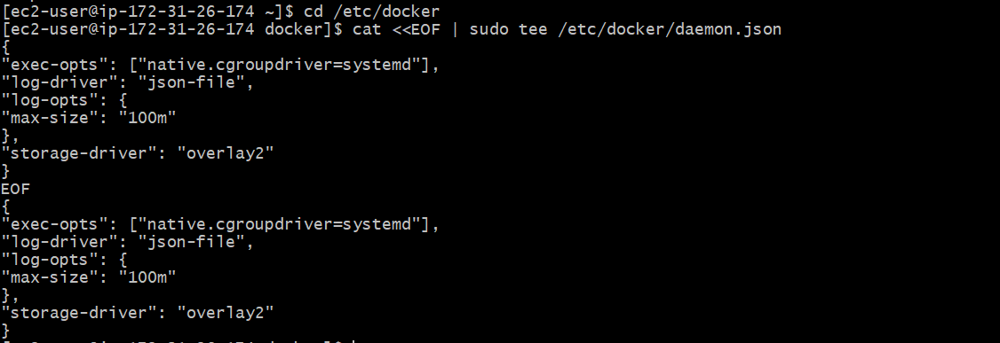 [ec2-user@ip-172-31-26-174 ~]$ cd /etc/docker
[ec2-user@ip-172-31-26-174 docker]$ cat <<EOF | sudo tee /etc/docker/daemon.json
{
"exec-opts": ["native.cgroupdriver=systemd"],
"log-driver": "json-file",
"log-opts": {
"max-size": "100m"
},
"storage-driver": "overlay2"
}
EOF
{
"exec-opts": ["native.cgroupdriver=systemd"],
"log-driver": "json-file",
"log-opts": {
"max-size": "100m"
},
"storage-driver": "overlay2"
}